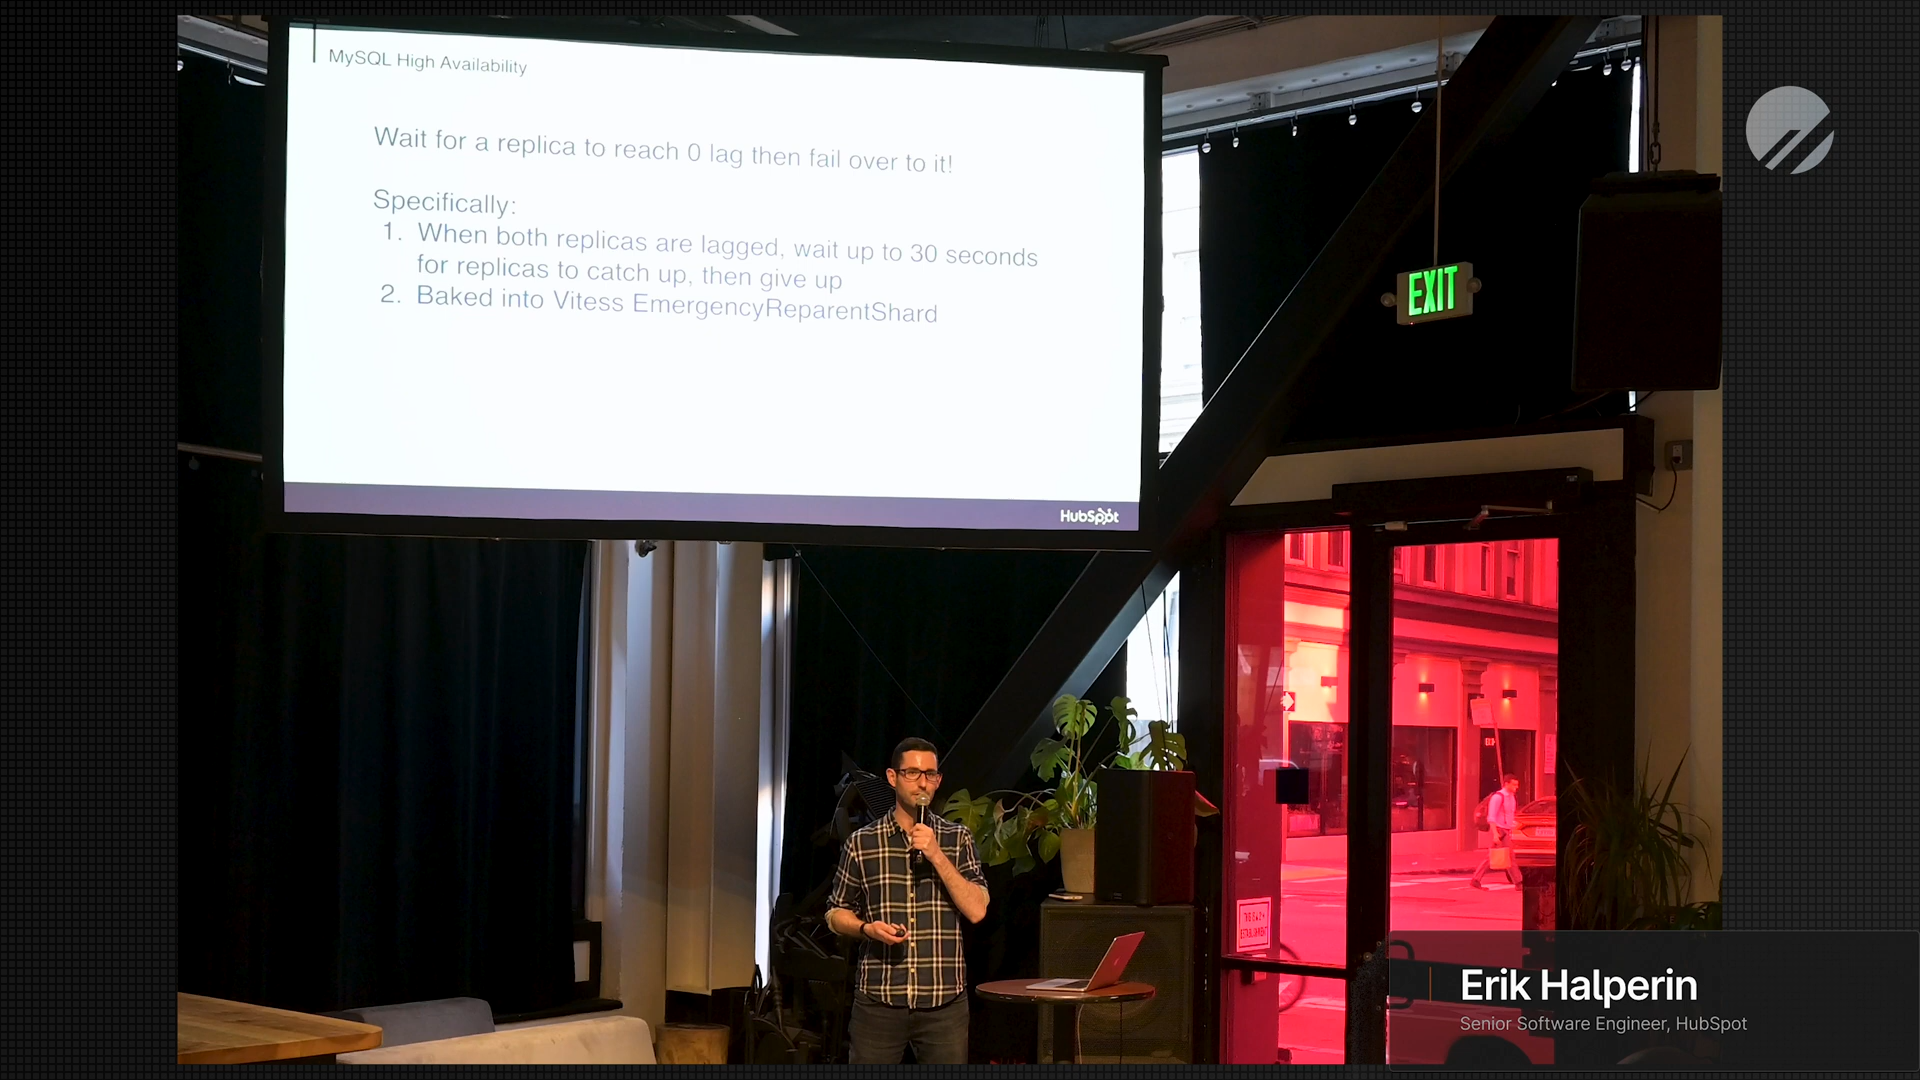 MySQL High Availability
Wait for a replica to reach 0 lag then fail over to it!
Specifically:
1. When both replicas are lagged, wait up to 30 seconds
for replicas to catch up, then give up
2. Baked into Vitess EmergencyReparentShard
HubSpot
EXIT
Erik Halperin
Senior Software Engineer, HubSpot